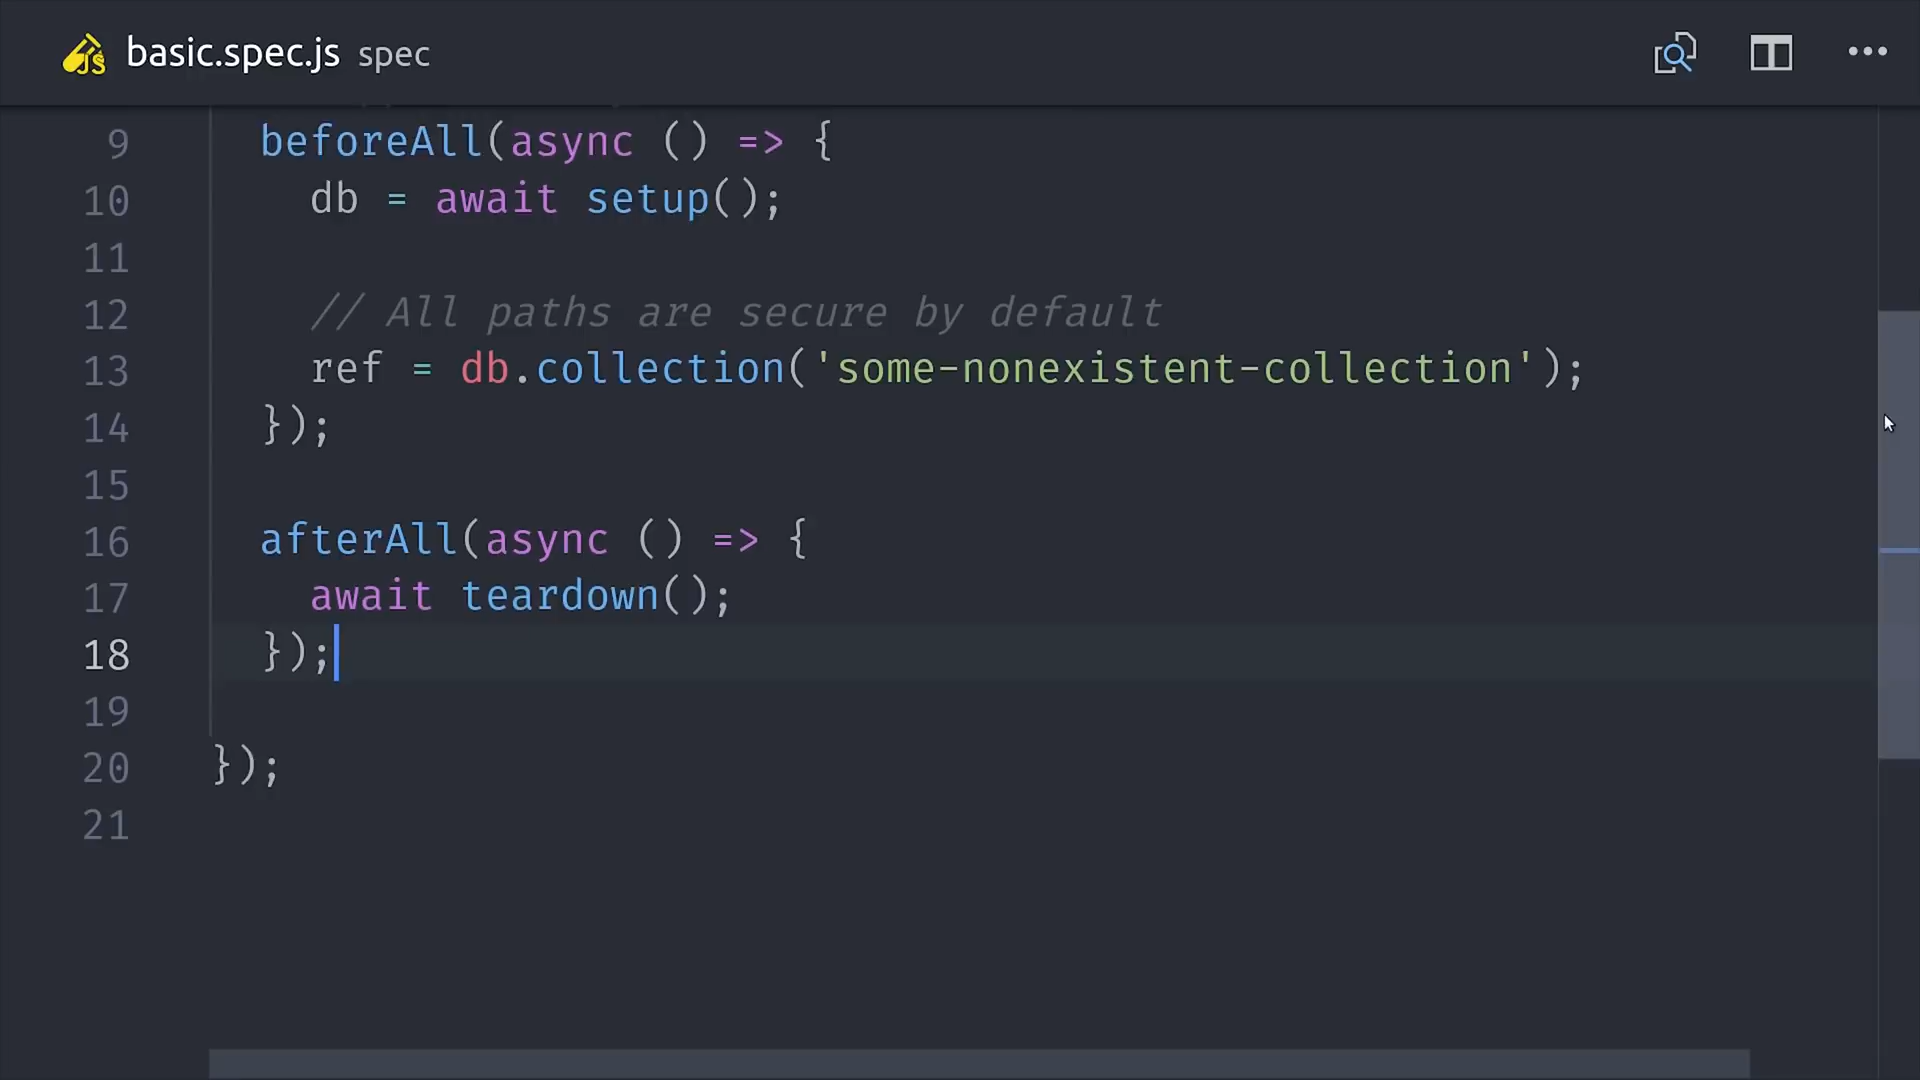 JS basic.spec.js spec
9 beforeAll(async () => {
10 db = await setup();
11
12 // All paths are secure by default
13 ref = db.collection('some-nonexistent-collection');
14 });
15
16 afterAll(async () => {
17 await teardown();
18 });
19
20 });
21